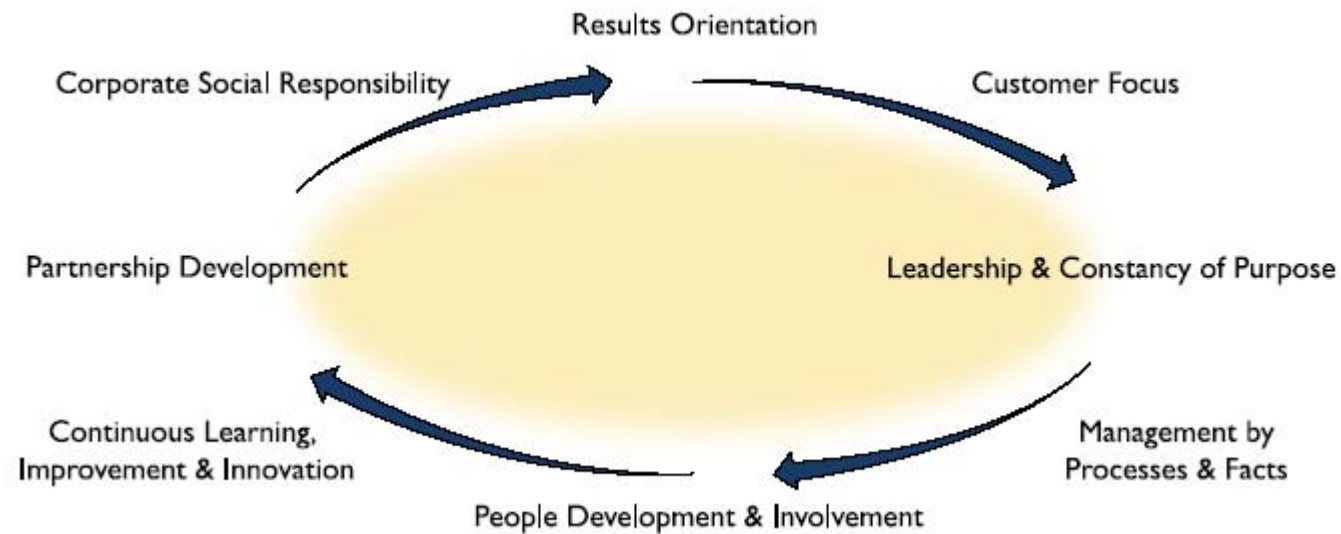 Results Orientation
Corporate Social Responsibility
Customer Focus
Partnership Development
Leadership & Constancy of Purpose
Continuous Learning,
Improvement & Innovation
Management by
Processes & Facts
People Development & Involvement